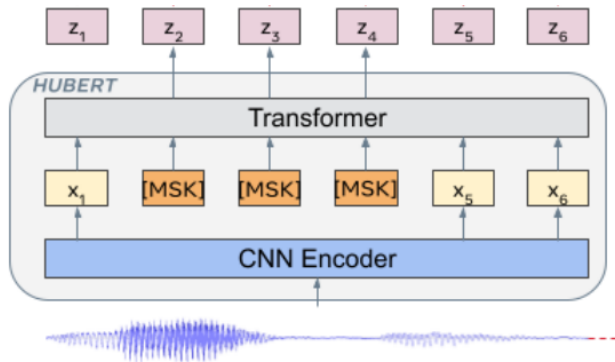 z1 z2 z3 z4 z5 z6
HUBERT
Transformer
x1 [MSK] [MSK] [MSK] x5 x6
CNN Encoder